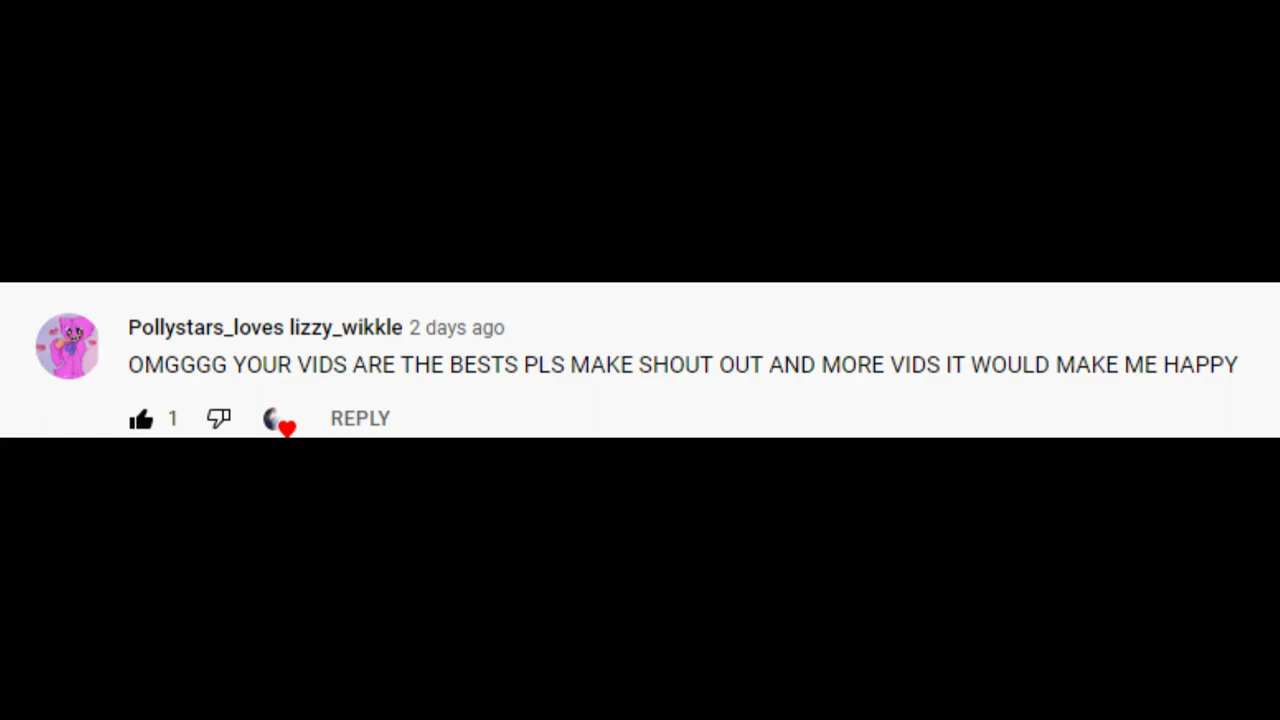 Pollystars_loves lizzy_wikkle 2 days ago
OMGGGG YOUR VIDS ARE THE BESTS PLS MAKE SHOUT OUT AND MORE VIDS IT WOULD MAKE ME HAPPY
1 REPLY